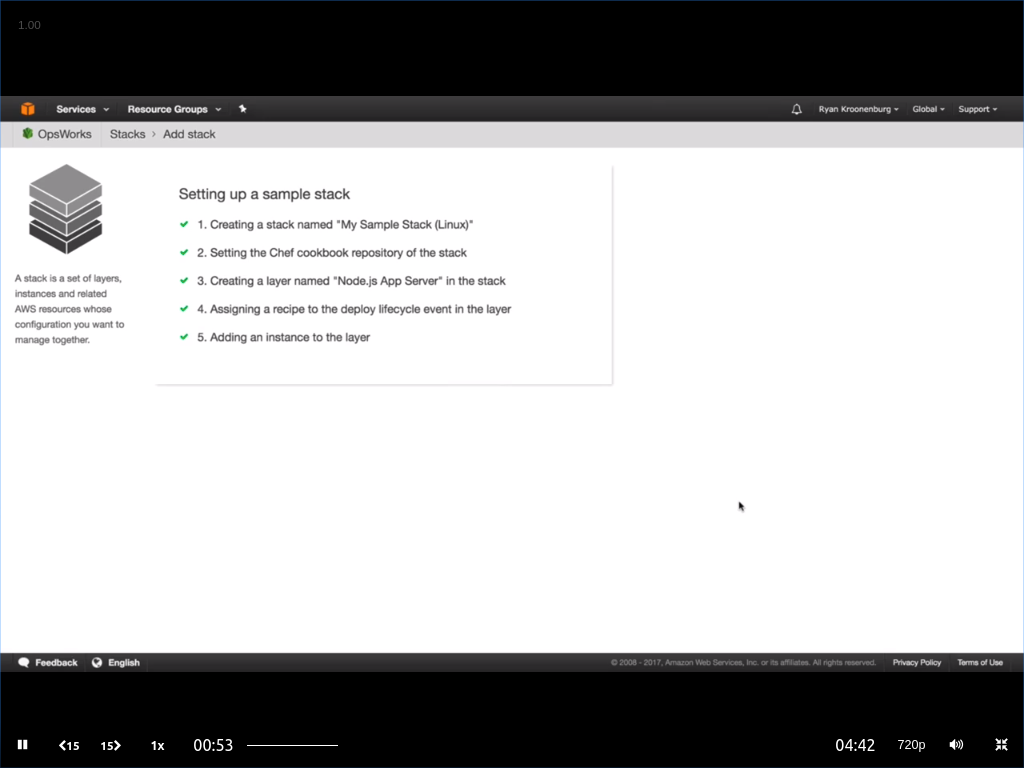 1.00
Services Resource Groups Ryan Kroonenburg Global Support
OpsWorks Stacks Add stack
Setting up a sample stack
1. Creating a stack named "My Sample Stack (Linux)"
2. Setting the Chef cookbook repository of the stack
3. Creating a layer named "Node.js App Server" in the stack
4. Assigning a recipe to the deploy lifecycle event in the layer
5. Adding an instance to the layer
A stack is a set of layers,
instances and related
AWS resources whose
configuration you want to
manage together.
Feedback English © 2008 - 2017, Amazon Web Services, Inc. or its affiliates. All rights reserved. Privacy Policy Terms of Use
15 15 1x 00:53 04:42 720p